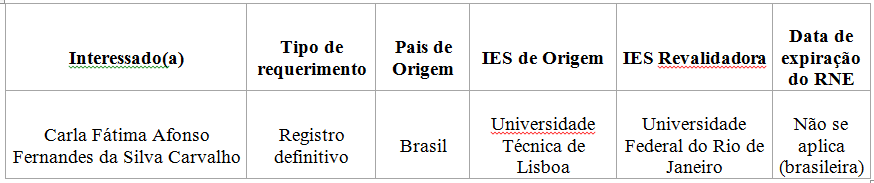 Interessado(a)
Tipo de
requerimento
Pais de
Origem
IES de Origem
IES Revalidadora
Data de
expiração
do RNE
Carla Fátima Afonso
Fernandes da Silva Carvalho
Registro
definitivo
Brasil
Universidade
Técnica de
Lisboa
Universidade
Federal do Rio de
Janeiro
Não se
aplica
(brasileira)